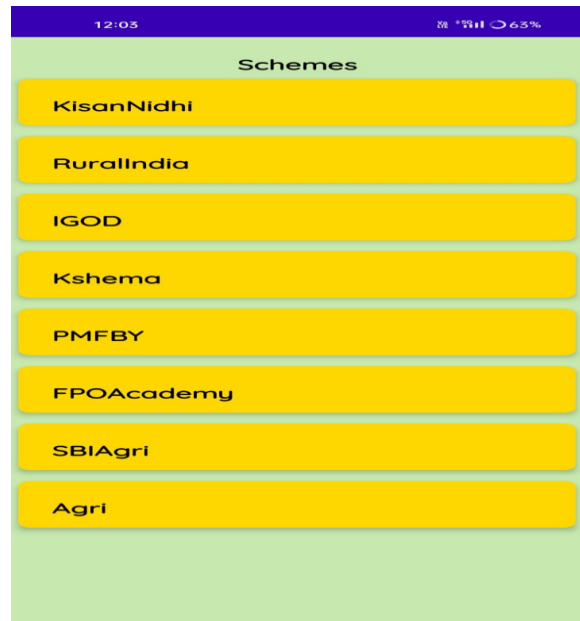 12:03
63%
Schemes
KisanNidhi
RuralIndia
IGOD
Kshema
PMFBY
FPOAcademy
SBIAgri
Agri